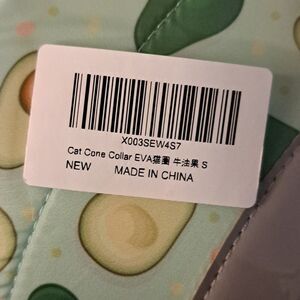 X003SEW4S7
Cat Cone Collar EVA猫圈 牛油果 S
NEW MADE IN CHINA